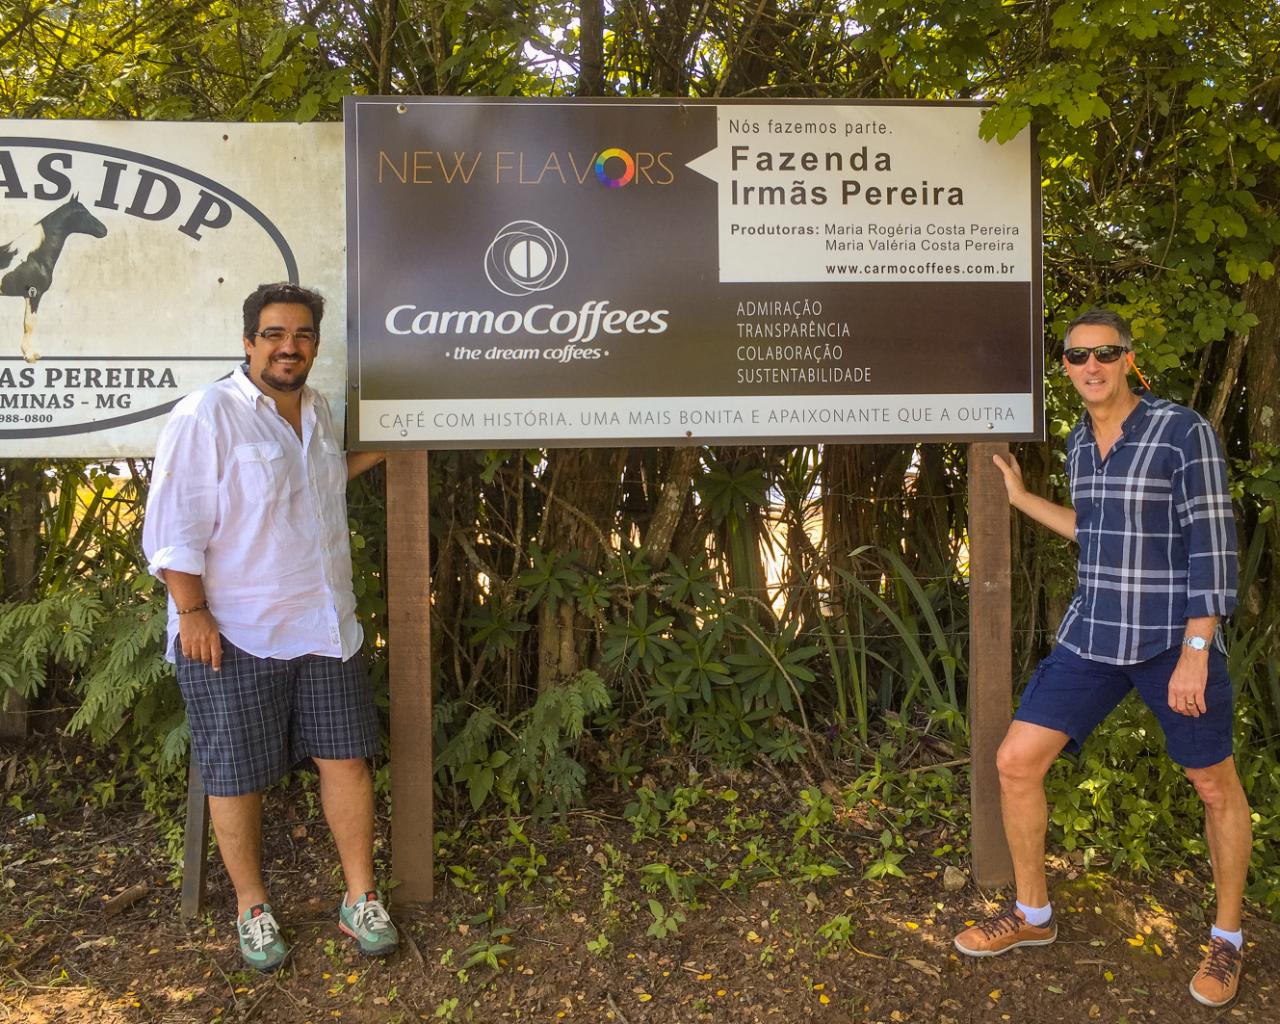 AS IDP
AS PEREIRA
MINAS - MG
988-0800
NEW FLAVORS
CarmoCoffees
• the dream coffees •
Nós fazemos parte.
Fazenda
Irmãs Pereira
Produtoras: Maria Rogéria Costa Pereira
Maria Valéria Costa Pereira
www.carmocoffees.com.br
ADMIRAÇÃO
TRANSPARÊNCIA
COLABORAÇÃO
SUSTENTABILIDADE
CAFÉ COM HISTÓRIA. UMA MAIS BONITA E APAIXONANTE QUE A OUTRA